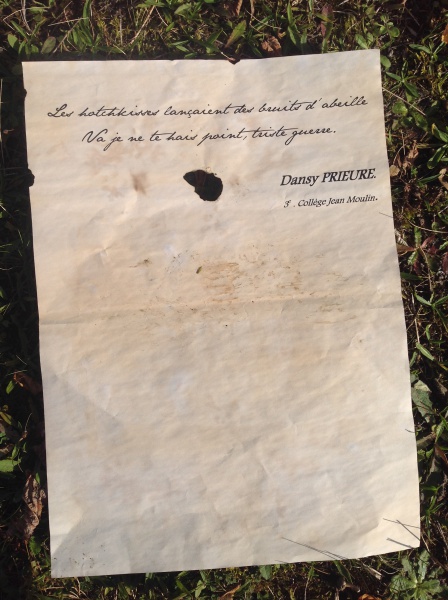 Les hotchkisses lançaient des bruits d'abeille
Va je ne te hais point, triste guerre.
Dansy PRIEURE.
3e . Collège Jean Moulin.